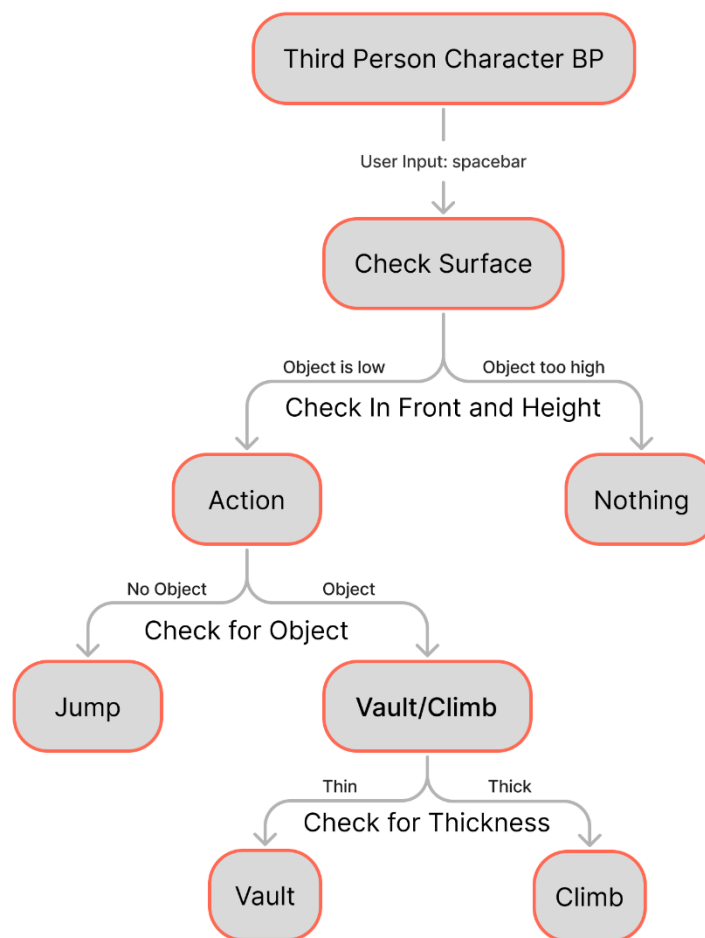 Third Person Character BP
User Input: spacebar
Check Surface
Object is low
Object too high
Check In Front and Height
Action
Nothing
No Object
Object
Check for Object
Jump
Vault/Climb
Thin
Thick
Check for Thickness
Vault
Climb